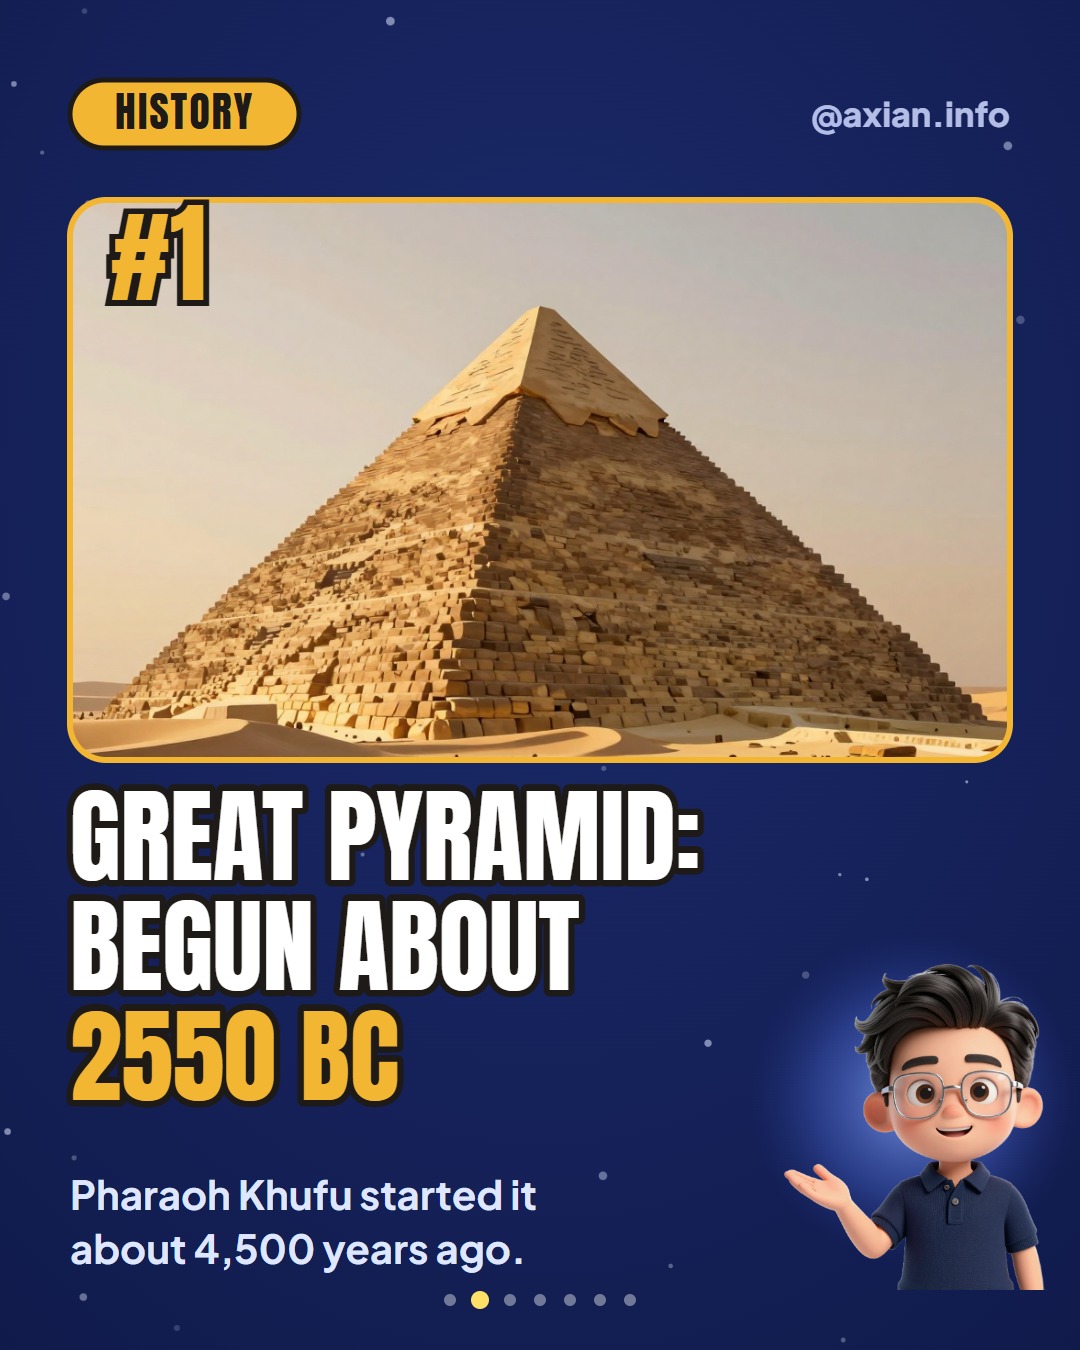 HISTORY
@axian.info
#1
GREAT PYRAMID:
BEGUN ABOUT
2550 BC
Pharaoh Khufu started it
about 4,500 years ago.